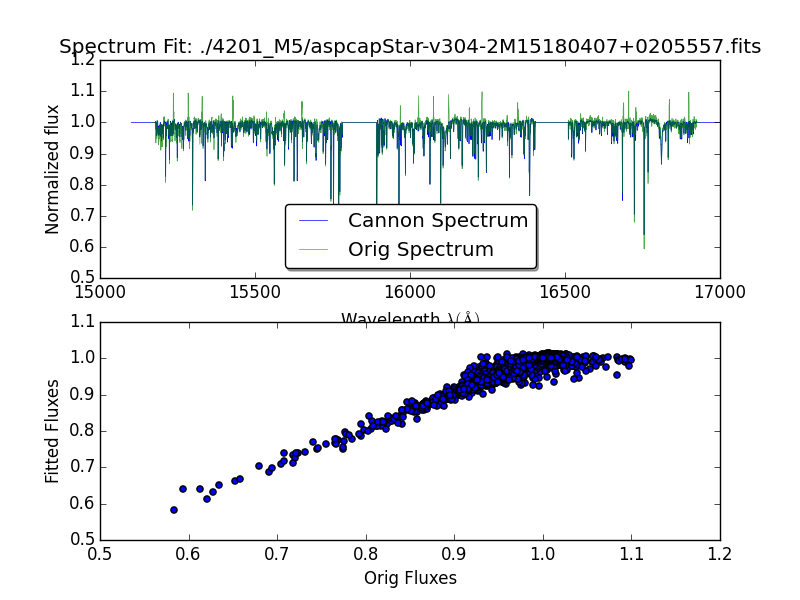 Spectrum Fit: ./4201_M5/aspcapStar-v304-2M15180407+0205557.fits
1.2
1.1
1.0
0.9
0.8
0.7
0.6
0.5
Normalized flux
Cannon Spectrum
Orig Spectrum
15000 15500 16000 16500 17000
Wavelength λ(Å)
1.1
1.0
0.9
0.8
0.7
0.6
0.5
Fitted Fluxes
0.5 0.6 0.7 0.8 0.9 1.0 1.1 1.2
Orig Fluxes